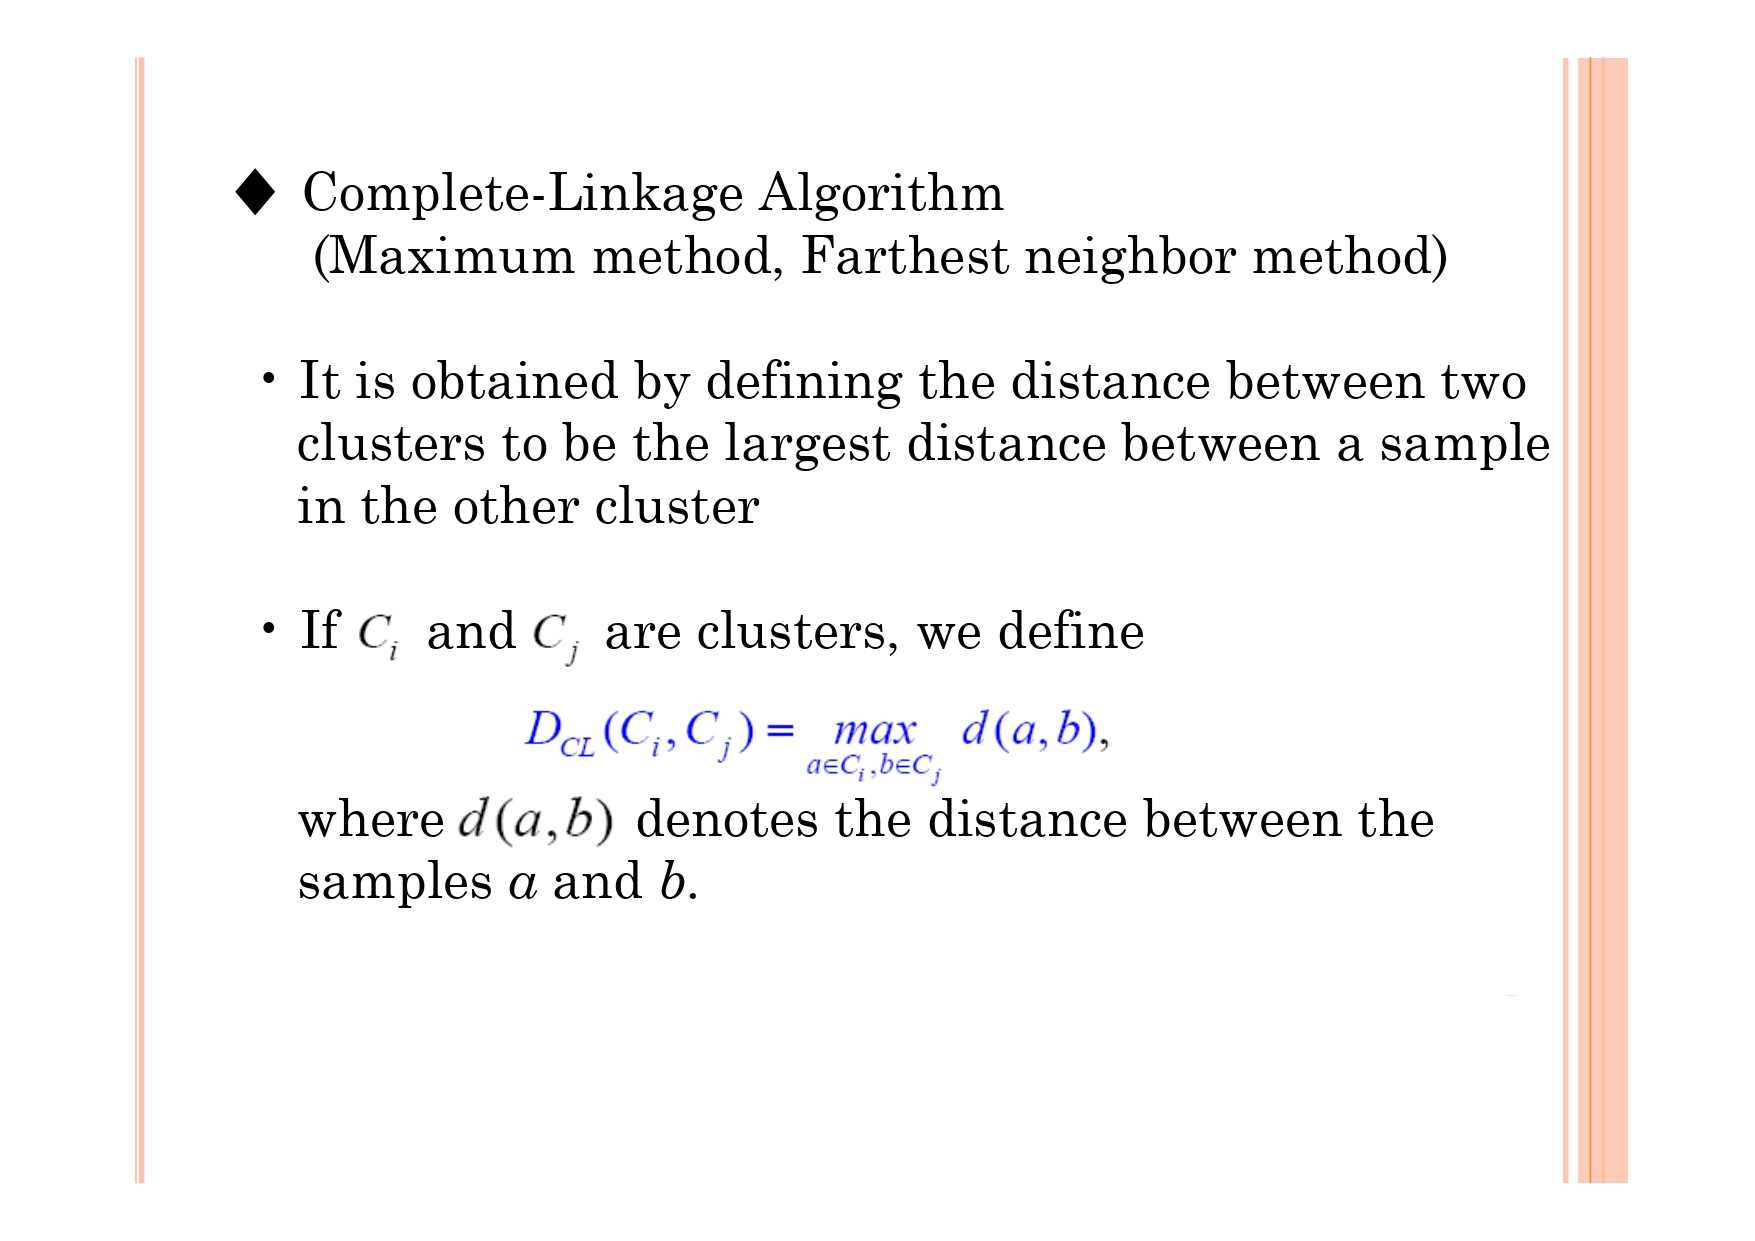 ◆ Complete-Linkage Algorithm
(Maximum method, Farthest neighbor method)
・It is obtained by defining the distance between two
clusters to be the largest distance between a sample
in the other cluster
・If C_i and C_j are clusters, we define
D_{CL}(C_i, C_j) = max_{a∈C_i, b∈C_j} d(a, b),
where d(a, b) denotes the distance between the
samples a and b.